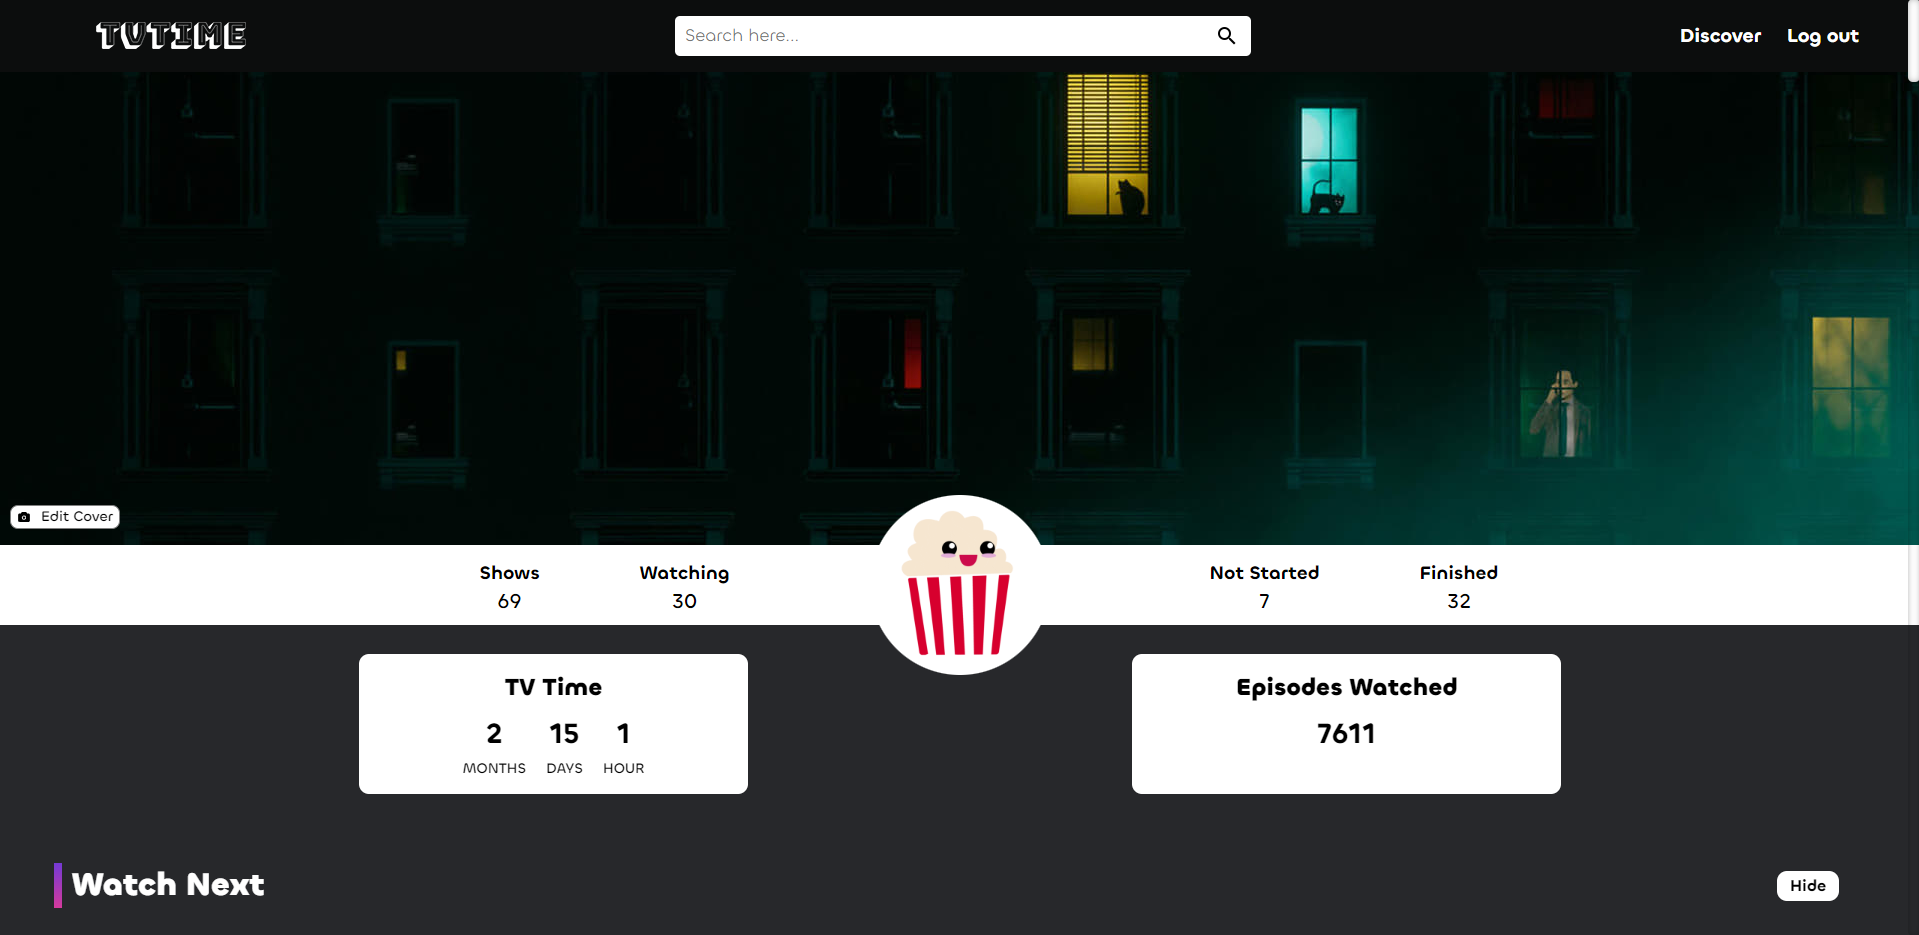 TVTIME
Search here...
Discover
Log out
Edit Cover
Shows
69
Watching
30
Not Started
7
Finished
32
TV Time
2 15 1
MONTHS DAYS HOUR
Episodes Watched
7611
Watch Next
Hide